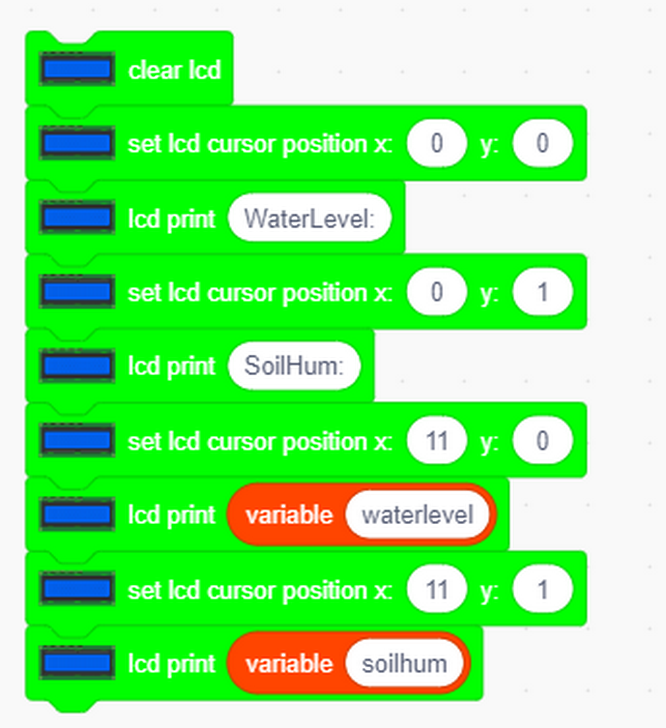 clear lcd
set lcd cursor position x: 0 y: 0
lcd print WaterLevel:
set lcd cursor position x: 0 y: 1
lcd print SoilHum:
set lcd cursor position x: 11 y: 0
lcd print variable waterlevel
set lcd cursor position x: 11 y: 1
lcd print variable soilhum